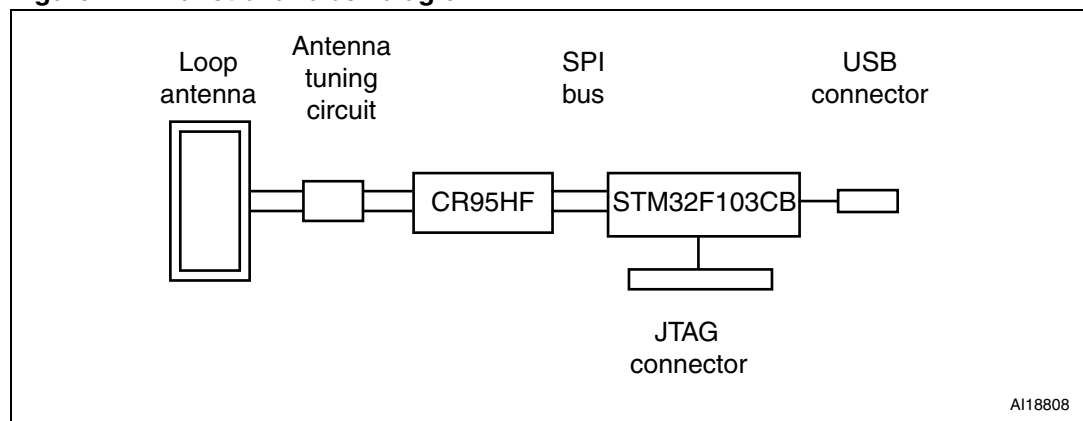 Loop
antenna
Antenna
tuning
circuit
SPI
bus
USB
connector
CR95HF
STM32F103CB
JTAG
connector
AI18808